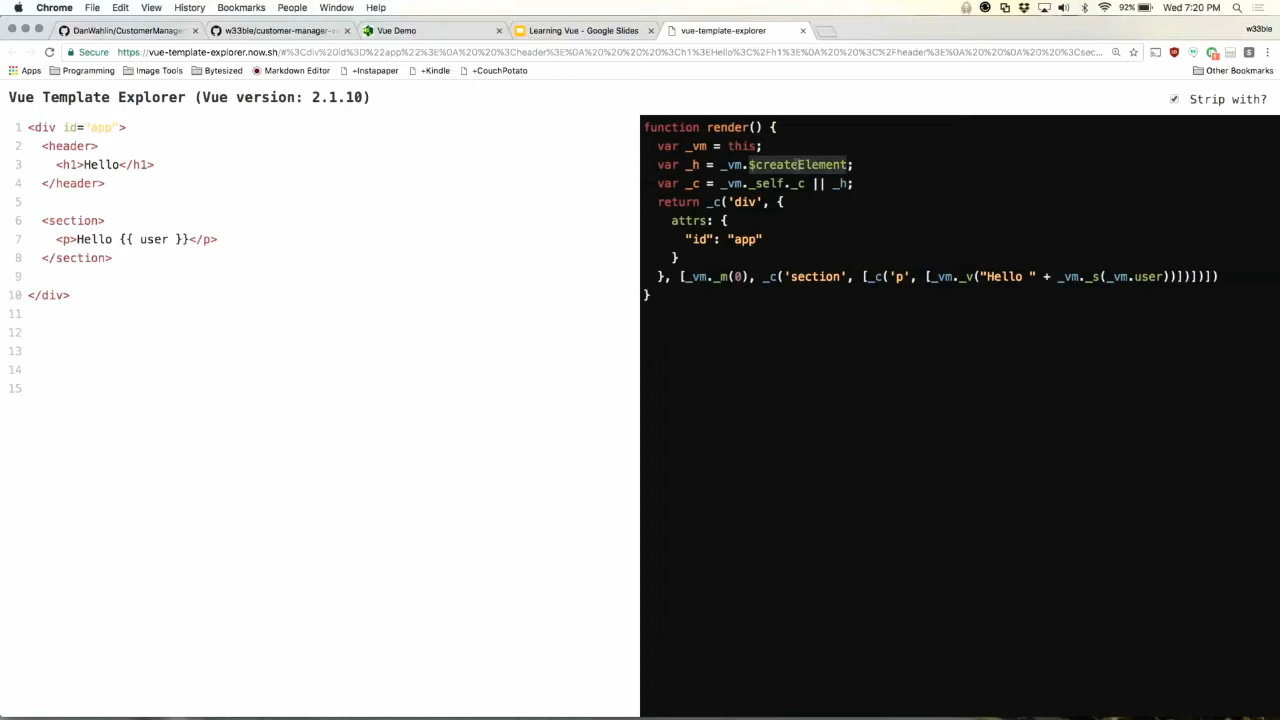 Chrome File Edit View History Bookmarks People Window Help 92% Wed 7:20 PM
DanWahlin/CustomerManage w33ble/customer-manager-v Vue Demo Learning Vue - Google Slides vue-template-explorer w33ble
Secure https://vue-template-explorer.now.sh/#%3Cdiv%20id%3D%22app%22%3E%0A%20%20%3Cheader%3E%0A%20%20%20%20%3Ch1%3EHello%3C%2Fh1%3E%0A%20%20%3C%2Fheader%3E%0A%20%20%0A%20%20%3Csec...
Apps Programming Image Tools Bytesized Markdown Editor +Instapaper +Kindle +CouchPotato Other Bookmarks
Vue Template Explorer (Vue version: 2.1.10) Strip with?
1 <div id="app">
2 <header>
3 <h1>Hello</h1>
4 </header>
5
6 <section>
7 <p>Hello {{ user }}</p>
8 </section>
9
10 </div>
11
12
13
14
15
function render() {
var _vm = this;
var _h = _vm.$createElement;
var _c = _vm._self._c || _h;
return _c('div', {
attrs: {
"id": "app"
}
}, [_vm._m(0), _c('section', [_c('p', [_vm._v("Hello " + _vm._s(_vm.user))])])])
}